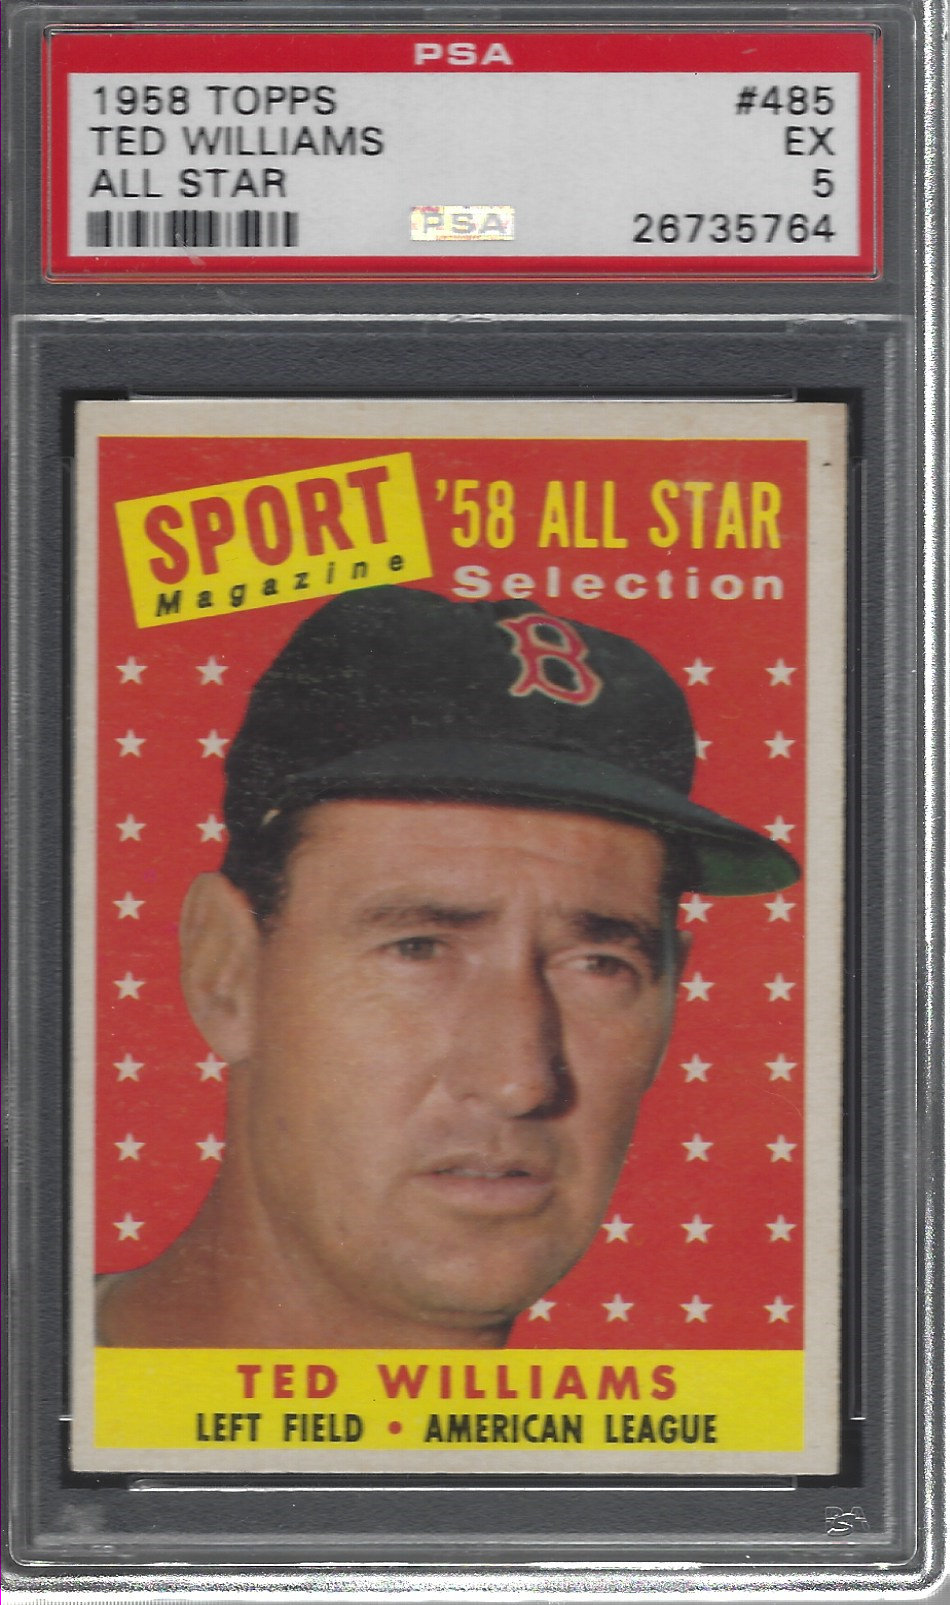 PSA
1958 TOPPS #485
TED WILLIAMS EX
ALL STAR 5
PSA 26735764
SPORT
Magazine
'58 ALL STAR
Selection
B
TED WILLIAMS
LEFT FIELD • AMERICAN LEAGUE
PSA